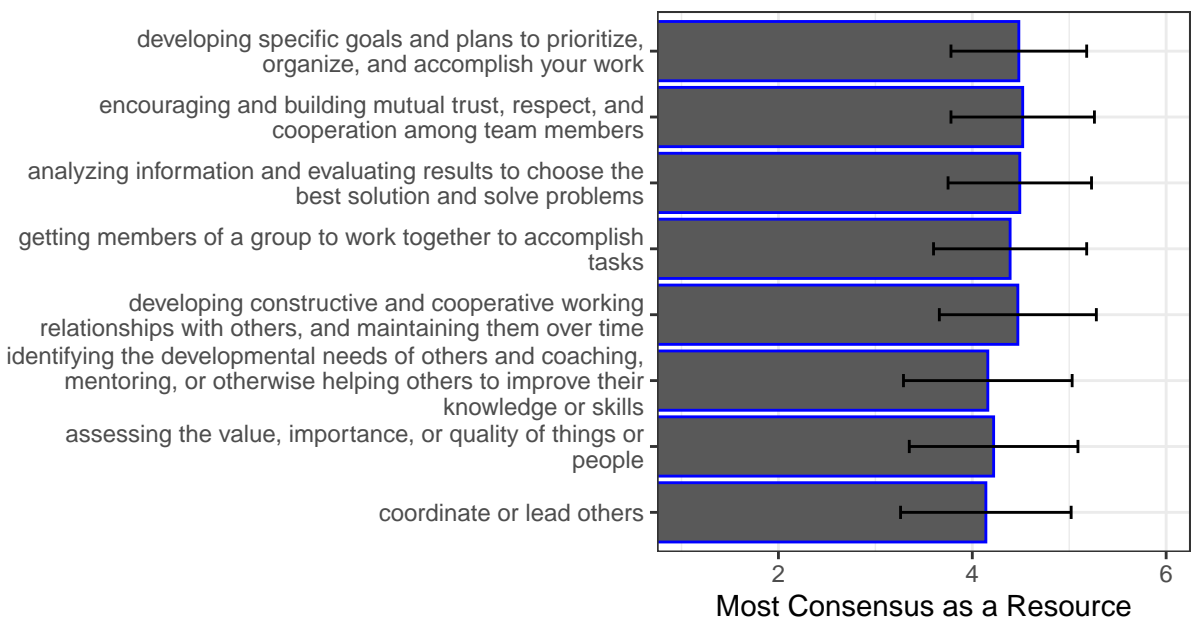 developing specific goals and plans to prioritize,
organize, and accomplish your work
encouraging and building mutual trust, respect, and
cooperation among team members
analyzing information and evaluating results to choose the
best solution and solve problems
getting members of a group to work together to accomplish
tasks
developing constructive and cooperative working
relationships with others, and maintaining them over time
identifying the developmental needs of others and coaching,
mentoring, or otherwise helping others to improve their
knowledge or skills
assessing the value, importance, or quality of things or
people
coordinate or lead others
2 4 6
Most Consensus as a Resource